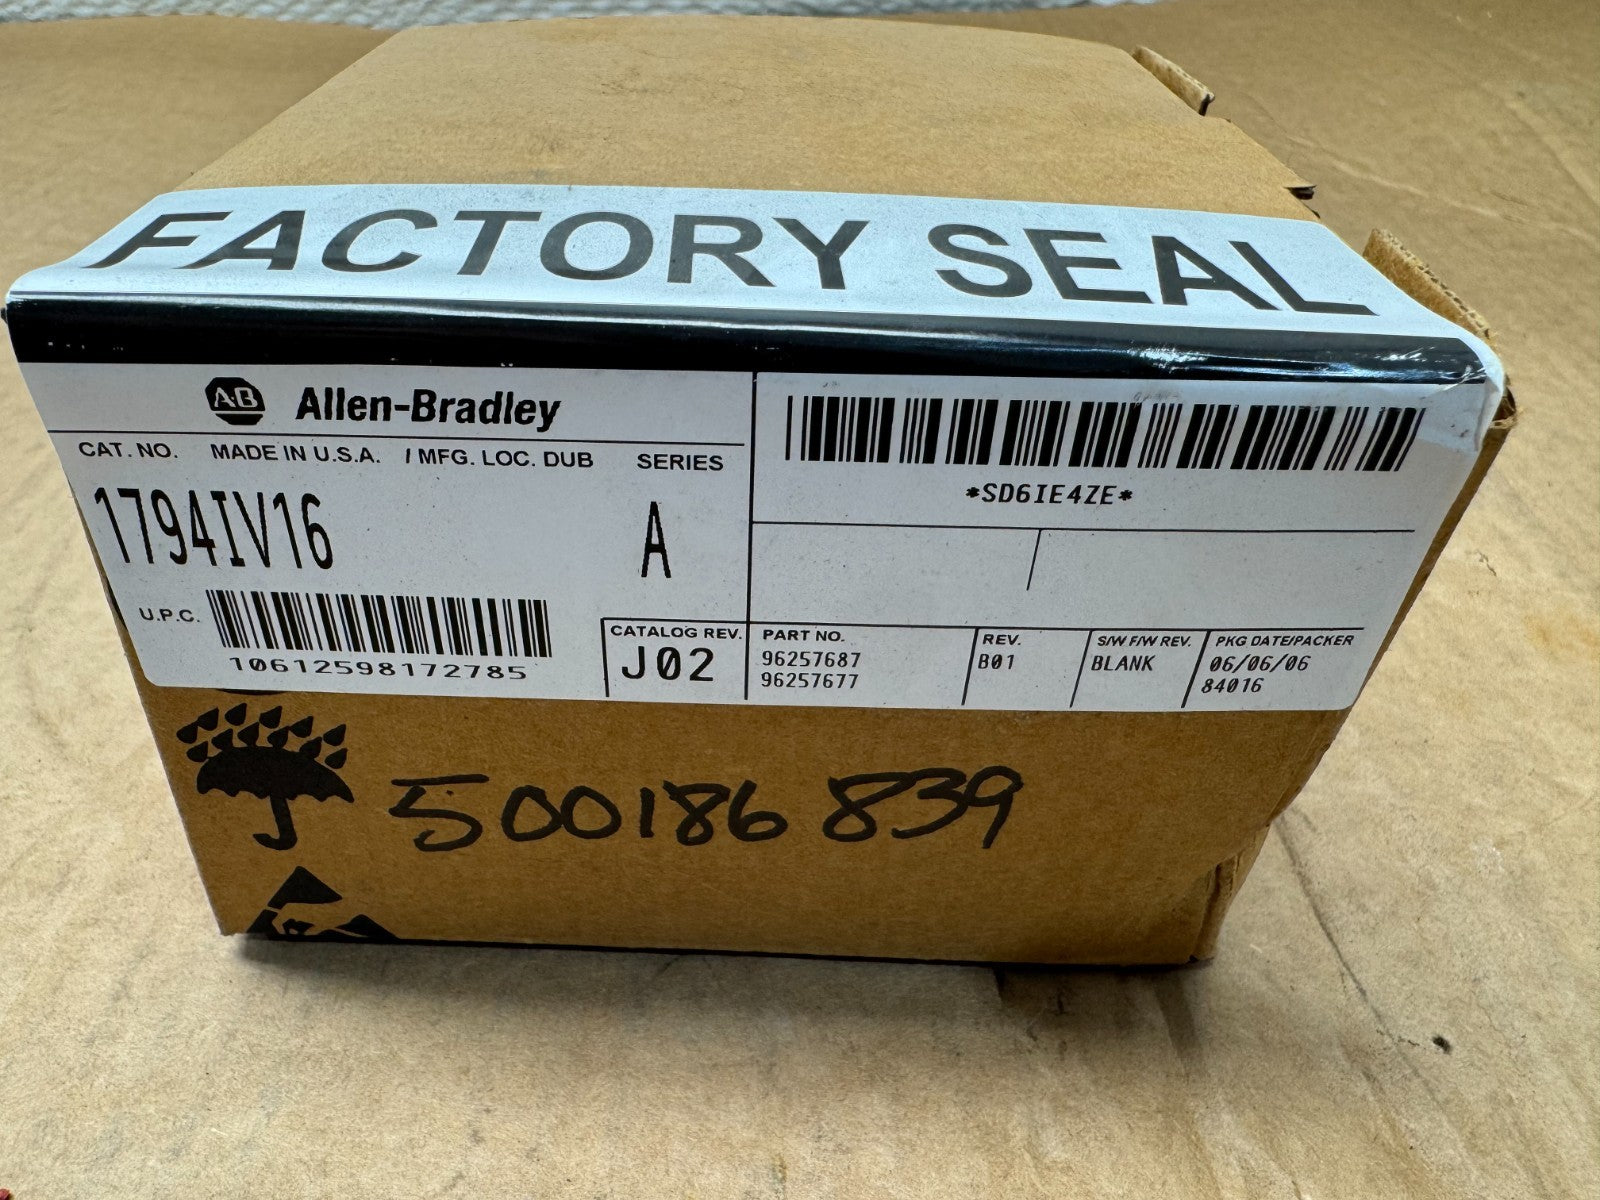 FACTORY SEAL
A-B Allen-Bradley
CAT. NO. MADE IN U.S.A. / MFG. LOC. DUB SERIES
1794IV16 A
U.P.C.
10612598172785
CATALOG REV.
J02
*SD6IE4ZE*
PART NO.
96257687
96257677
REV.
B01
S/W F/W REV.
BLANK
PKG DATE/PACKER
06/06/06
84016
500186839